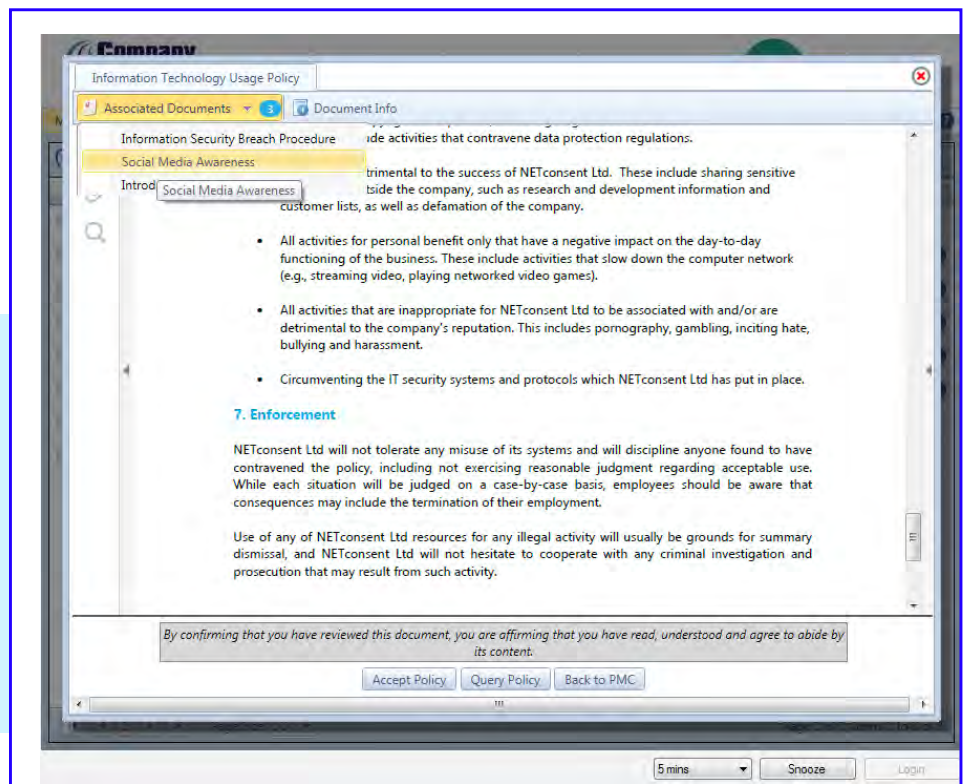 Company
Information Technology Usage Policy
Associated Documents 3 Document Info
Information Security Breach Procedure
Social Media Awareness
Introd
Social Media Awareness
ide activities that contravene data protection regulations.
trimental to the success of NETconsent Ltd. These include sharing sensitive
tside the company, such as research and development information and
customer lists, as well as defamation of the company.
• All activities for personal benefit only that have a negative impact on the day-to-day
functioning of the business. These include activities that slow down the computer network
(e.g., streaming video, playing networked video games).
• All activities that are inappropriate for NETconsent Ltd to be associated with and/or are
detrimental to the company's reputation. This includes pornography, gambling, inciting hate,
bullying and harassment.
• Circumventing the IT security systems and protocols which NETconsent Ltd has put in place.
7. Enforcement
NETconsent Ltd will not tolerate any misuse of its systems and will discipline anyone found to have
contravened the policy, including not exercising reasonable judgment regarding acceptable use.
While each situation will be judged on a case-by-case basis, employees should be aware that
consequences may include the termination of their employment.
Use of any of NETconsent Ltd resources for any illegal activity will usually be grounds for summary
dismissal, and NETconsent Ltd will not hesitate to cooperate with any criminal investigation and
prosecution that may result from such activity.
By confirming that you have reviewed this document, you are affirming that you have read, understood and agree to abide by
its content.
Accept Policy Query Policy Back to PMC
5 mins Snooze Login